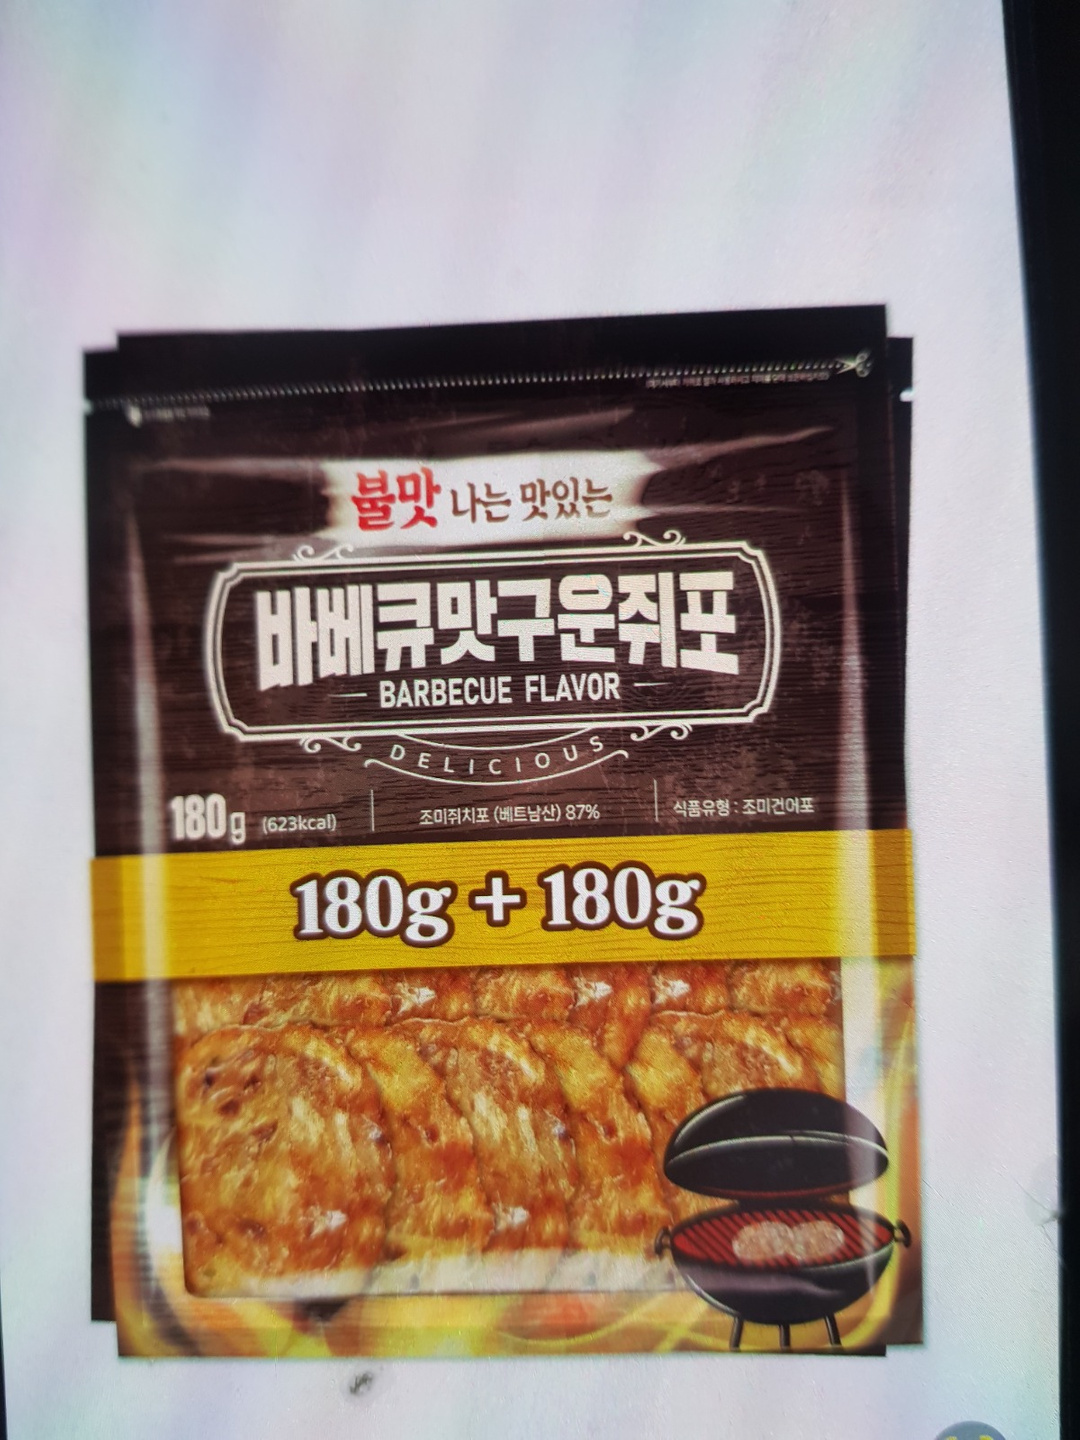 불맛 나는 맛있는
바베큐맛구운쥐포
BARBECUE FLAVOR
DELICIOUS
180g (623kcal) 조미쥐치포 (베트남산) 87% 식품유형 : 조미건어포
180g + 180g